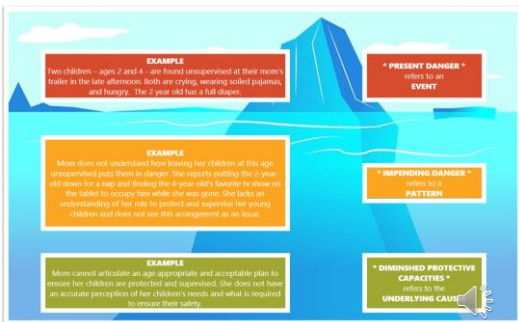 EXAMPLE
Two children – ages 2 and 4 - are found unsupervised at their mom's
trailer in the late afternoon. Both are crying, wearing soiled pajamas,
and hungry. The 2 year old has a full diaper.
* PRESENT DANGER *
refers to an
EVENT
EXAMPLE
Mom does not understand how leaving her children at this age
unsupervised puts them in danger. She reports putting the 2-year-
old down for a nap and finding the 4-year-old's favorite tv show on
the tablet to occupy him while she was gone. She lacks an
understanding of her role to protect and supervise her young
children and does not see this arrangement as an issue.
* IMPENDING DANGER *
refers to a
PATTERN
EXAMPLE
Mom cannot articulate an age appropriate and acceptable plan to
ensure her children are protected and supervised. She does not have
an accurate perception of her children's needs and what is required
to ensure their safety.
* DIMINSHED PROTECTIVE
CAPACITIES *
refers to the
UNDERLYING